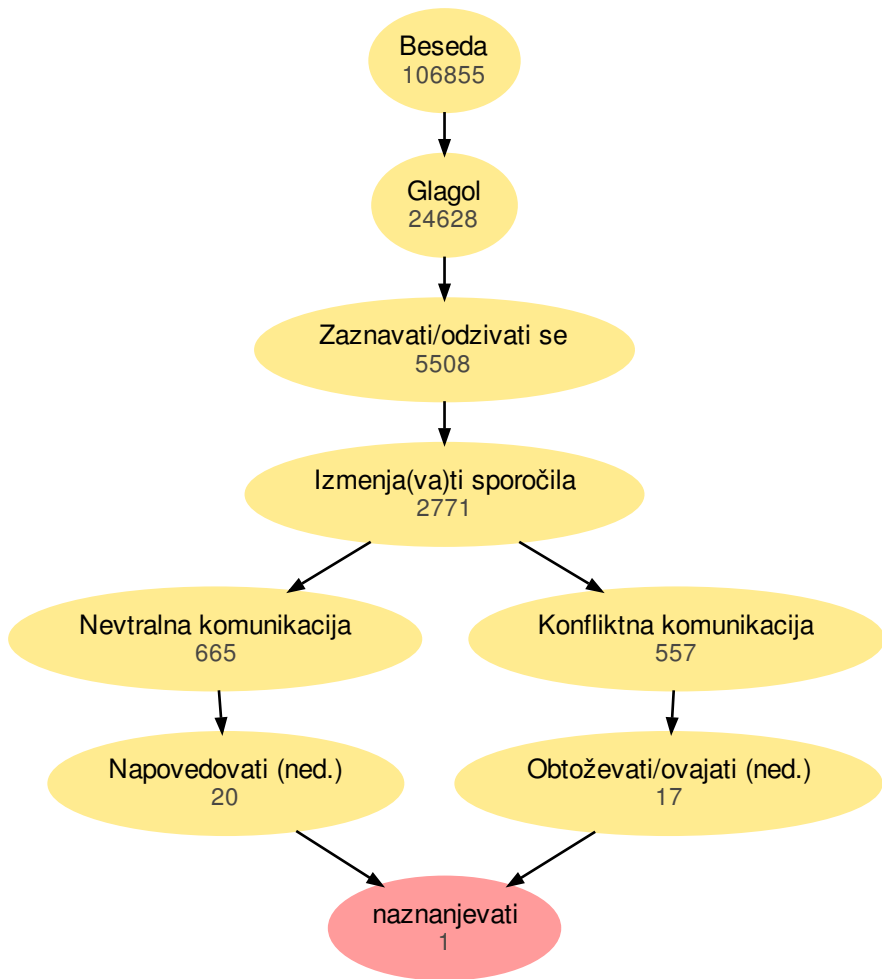 Beseda
106855
Glagol
24628
Zaznavati/odzivati se
5508
Izmenja(va)ti sporočila
2771
Nevtralna komunikacija
665
Konfliktna komunikacija
557
Napovedovati (ned.)
20
Obtoževati/ovajati (ned.)
17
naznanjevati
1